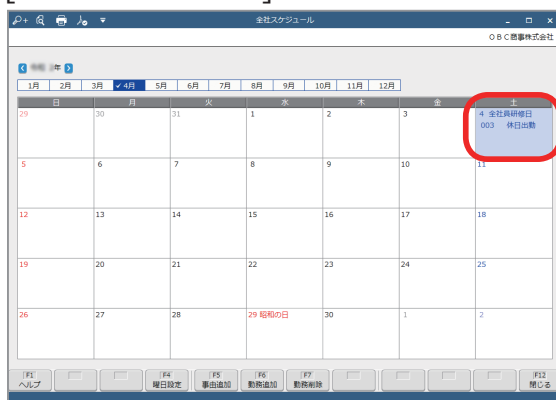 全社スケジュール
OBC商事株式会社
年
1月 2月 3月 ✓4月 5月 6月 7月 8月 9月 10月 11月 12月
日 月 火 水 木 金 土
29 30 31 1 2 3 4 全社員研修日
003 休日出勤
5 6 7 8 9 10 11
12 13 14 15 16 17 18
19 20 21 22 23 24 25
26 27 28 29 昭和の日 30 1 2
F1 F4 F5 F6 F7 F12
ヘルプ 曜日設定 事由追加 勤務追加 勤務削除 閉じる